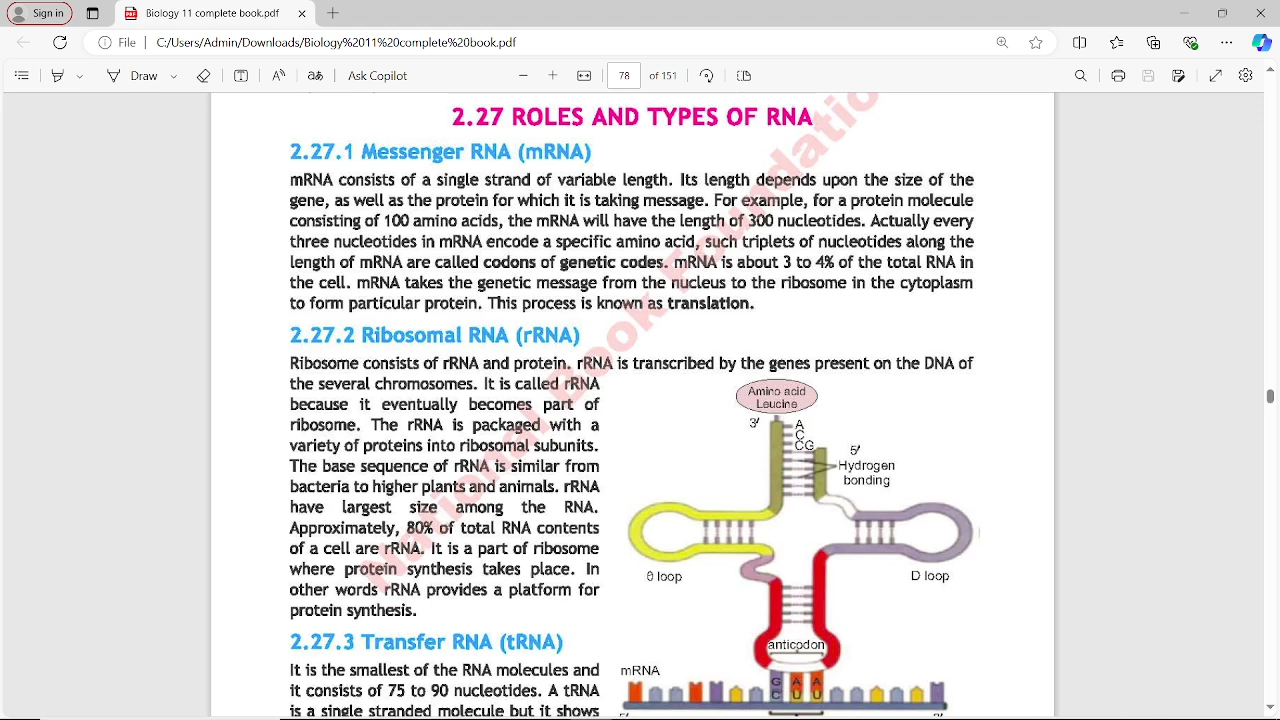 Sign in
Biology 11 complete book.pdf
File
C:/Users/Admin/Downloads/Biology%2011%20complete%20book.pdf
Draw
Ask Copilot
78 of 151
2.27 ROLES AND TYPES OF RNA
2.27.1 Messenger RNA (mRNA)
mRNA consists of a single strand of variable length. Its length depends upon the size of the
gene, as well as the protein for which it is taking message. For example, for a protein molecule
consisting of 100 amino acids, the mRNA will have the length of 300 nucleotides. Actually every
three nucleotides in mRNA encode a specific amino acid, such triplets of nucleotides along the
length of mRNA are called codons of genetic codes. mRNA is about 3 to 4% of the total RNA in
the cell. mRNA takes the genetic message from the nucleus to the ribosome in the cytoplasm
to form particular protein. This process is known as translation.
2.27.2 Ribosomal RNA (rRNA)
Ribosome consists of rRNA and protein. rRNA is transcribed by the genes present on the DNA of
the several chromosomes. It is called rRNA
because it eventually becomes part of
ribosome. The rRNA is packaged with a
variety of proteins into ribosomal subunits.
The base sequence of rRNA is similar from
bacteria to higher plants and animals. rRNA
have largest size among the RNA.
Approximately, 80% of total RNA contents
of a cell are rRNA. It is a part of ribosome
where protein synthesis takes place. In
other words rRNA provides a platform for
protein synthesis.
2.27.3 Transfer RNA (tRNA)
It is the smallest of the RNA molecules and
it consists of 75 to 90 nucleotides. A tRNA
is a single stranded molecule but it shows
Amino acid
Leucine
3′
A
C
CG
5′
Hydrogen
bonding
θ loop
D loop
anticodon
mRNA
G A A
C U U
National Book Foundation